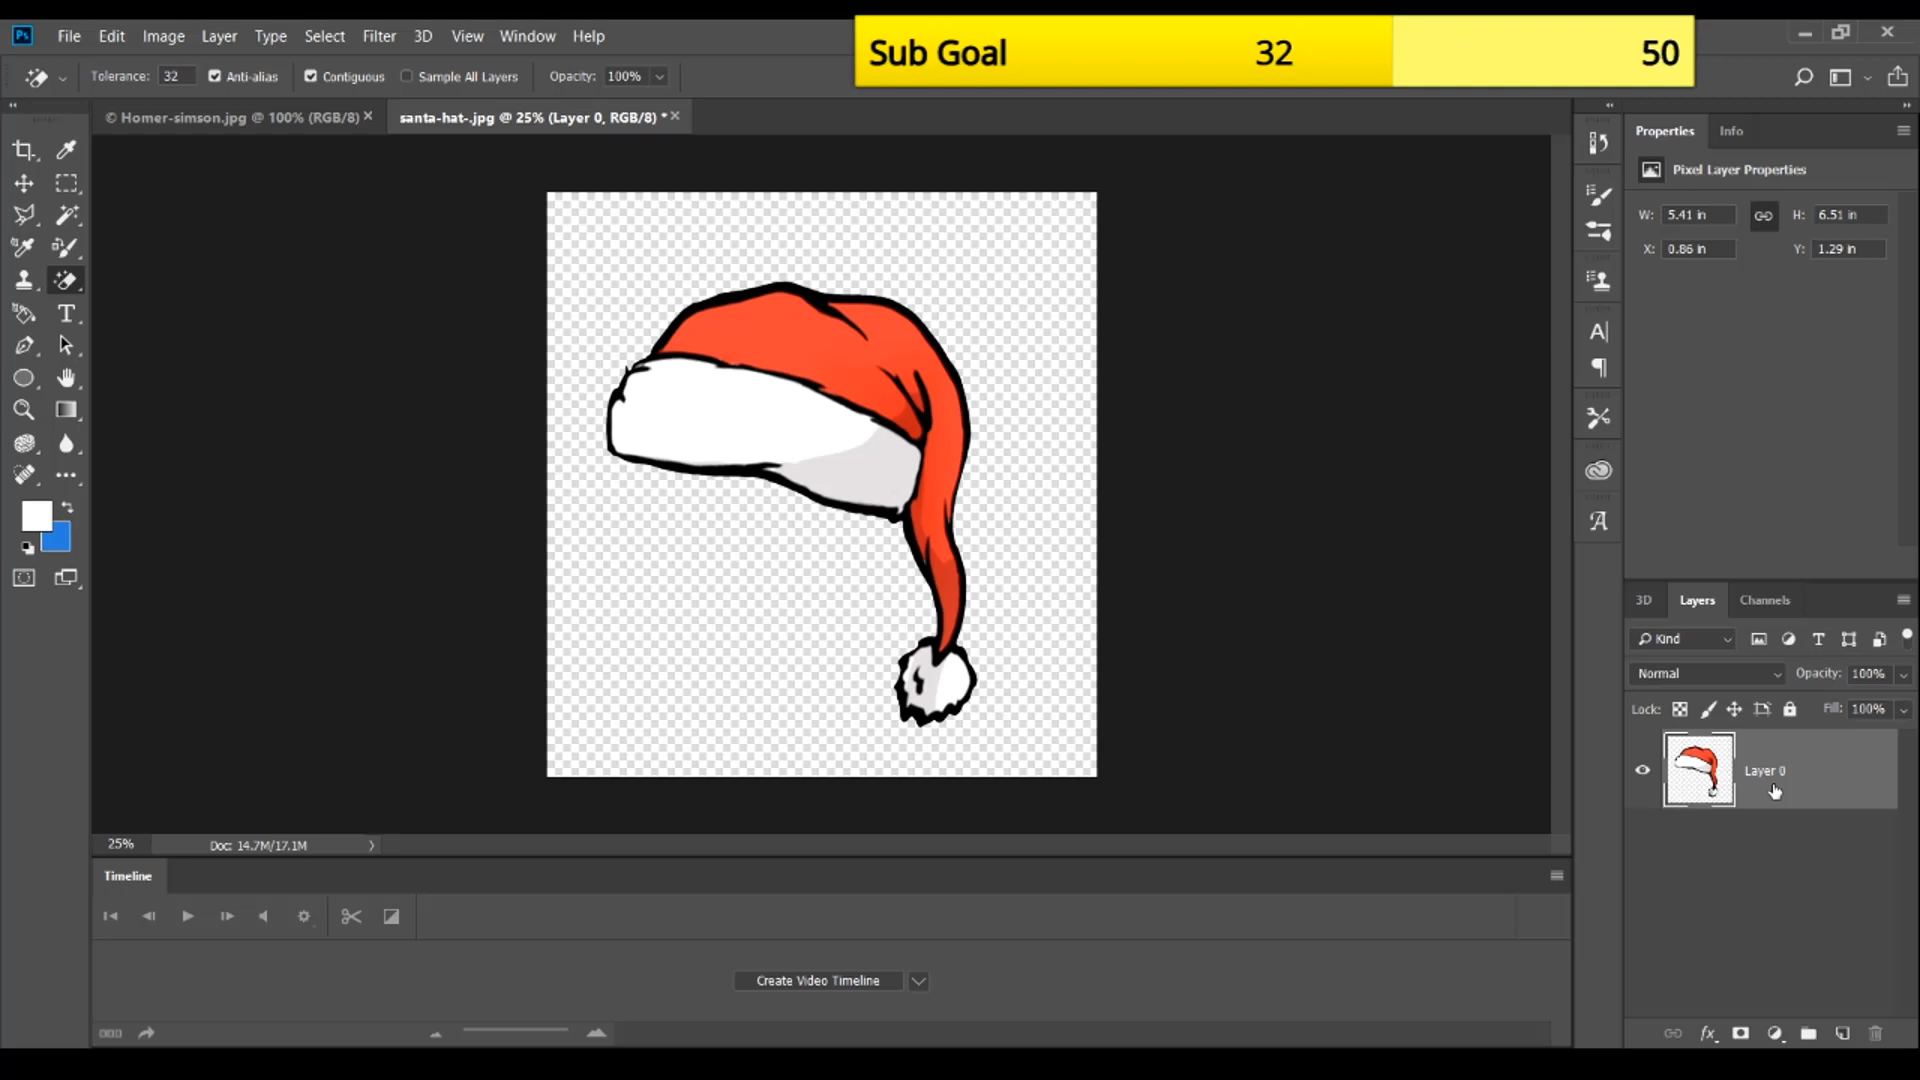 Ps File Edit Image Layer Type Select Filter 3D View Window Help
Sub Goal 32 50
Tolerance: 32 Anti-alias Contiguous Sample All Layers Opacity: 100%
© Homer-simson.jpg @ 100% (RGB/8) santa-hat-.jpg @ 25% (Layer 0, RGB/8) *
Properties Info
Pixel Layer Properties
W: 5.41 in H: 6.51 in
X: 0.86 in Y: 1.29 in
3D Layers Channels
Kind
Normal Opacity: 100%
Lock: Fill: 100%
Layer 0
25% Doc: 14.7M/17.1M
Timeline
Create Video Timeline
fx